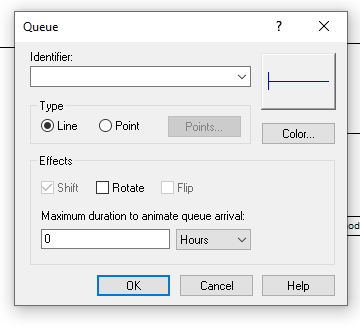 Queue
?
Identifier:
Type
Line Point Points...
Color...
Effects
Shift Rotate Flip
Maximum duration to animate queue arrival:
0 Hours
OK Cancel Help
od